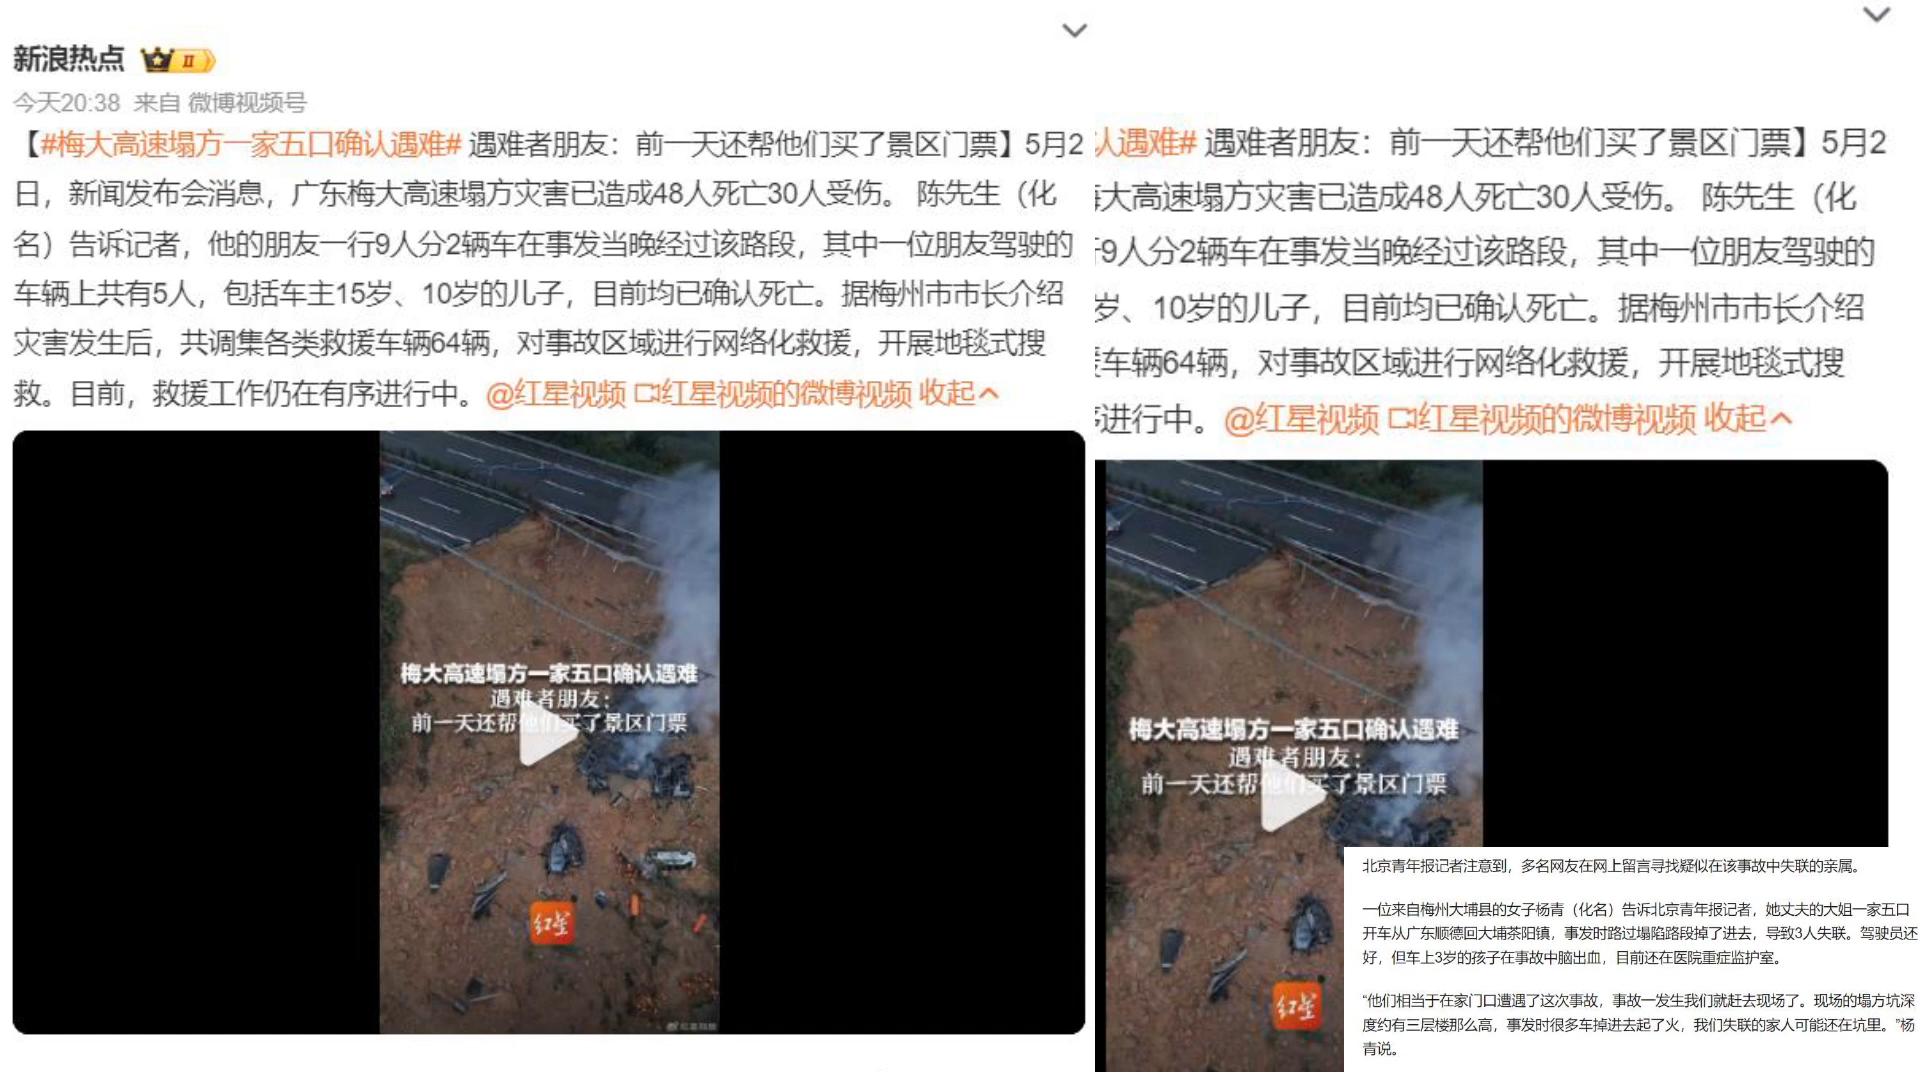 新浪热点 II
今天20:38 来自 微博视频号
【#梅大高速塌方一家五口确认遇难# 遇难者朋友：前一天还帮他们买了景区门票】5月2
日，新闻发布会消息，广东梅大高速塌方灾害已造成48人死亡30人受伤。 陈先生（化
名）告诉记者，他的朋友一行9人分2辆车在事发当晚经过该路段，其中一位朋友驾驶的
车辆上共有5人，包括车主15岁、10岁的儿子，目前均已确认死亡。据梅州市市长介绍
灾害发生后，共调集各类救援车辆64辆，对事故区域进行网络化救援，开展地毯式搜
救。目前，救援工作仍在有序进行中。@红星视频 红星视频的微博视频 收起
梅大高速塌方一家五口确认遇难
遇难者朋友：
前一天还帮他们买了景区门票
红星
人遇难# 遇难者朋友：前一天还帮他们买了景区门票】5月2
梅大高速塌方灾害已造成48人死亡30人受伤。 陈先生（化
行9人分2辆车在事发当晚经过该路段，其中一位朋友驾驶的
岁、10岁的儿子，目前均已确认死亡。据梅州市市长介绍
援车辆64辆，对事故区域进行网络化救援，开展地毯式搜
序进行中。@红星视频 红星视频的微博视频 收起
梅大高速塌方一家五口确认遇难
遇难者朋友：
前一天还帮他们买了景区门票
红星
北京青年报记者注意到，多名网友在网上留言寻找疑似在该事故中失联的亲属。
一位来自梅州大埔县的女子杨青（化名）告诉北京青年报记者，她丈夫的大姐一家五口
开车从广东顺德回大埔茶阳镇，事发时路过塌陷路段掉了进去，导致3人失联。驾驶员还
好，但车上3岁的孩子在事故中脑出血，目前还在医院重症监护室。
“他们相当于在家门口遭遇了这次事故，事故一发生我们就赶去现场了。现场的塌方坑深
度约有三层楼那么高，事发时很多车掉进去起了火，我们失联的家人可能还在坑里。”杨
青说。